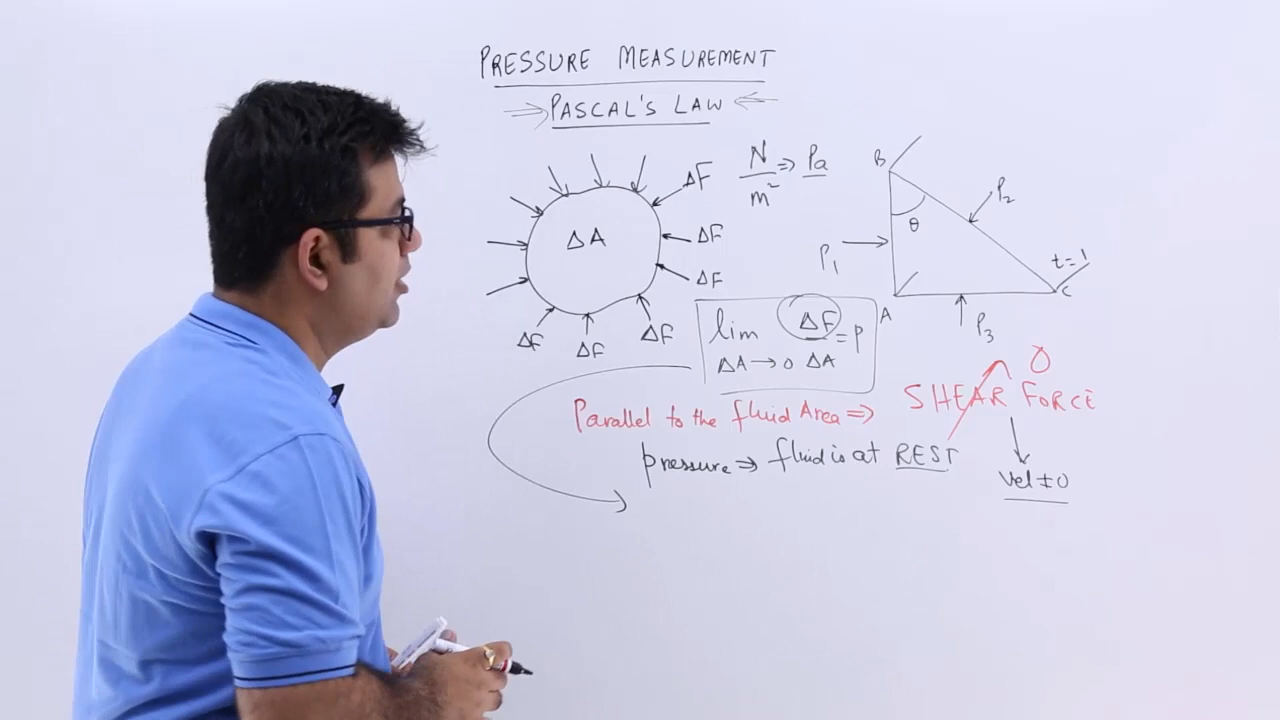 PRESSURE MEASUREMENT
⇒ PASCAL'S LAW ⇐
N/m² ⇒ Pa
ΔA
ΔF
ΔF
ΔF
ΔF
ΔF
ΔF
B
θ
P₂
P₁
t=1
A
C
P₃
lim ΔA→0 ΔF/ΔA = p
Parallel to the fluid Area ⇒ SHEAR FORCE 0
pressure ⇒ fluid is at REST
Vel ≠ 0